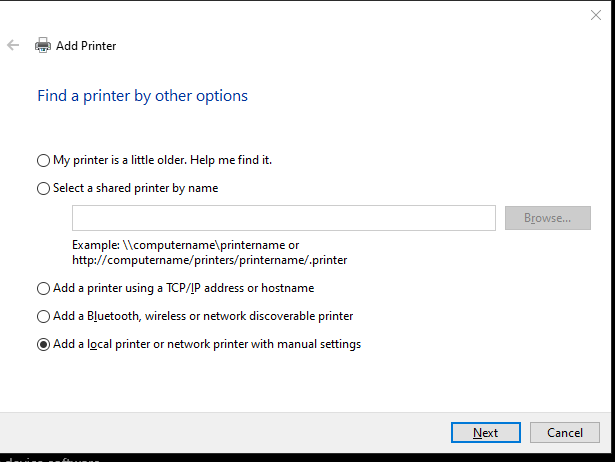 Add Printer
Find a printer by other options
My printer is a little older. Help me find it.
Select a shared printer by name
Browse...
Example: \\computername\printername or
http://computername/printers/printername/.printer
Add a printer using a TCP/IP address or hostname
Add a Bluetooth, wireless or network discoverable printer
Add a local printer or network printer with manual settings
Next Cancel
device software